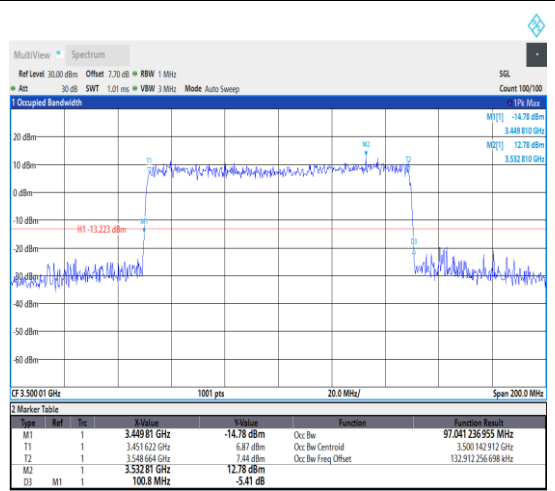 MultiView Spectrum
Ref Level 30.00 dBm Offset 7.70 dB RBW 1 MHz SGL
Att 30 dB SWT 1.01 ms VBW 3 MHz Mode Auto Sweep Count 100/100
1 Occupied Bandwidth 1Pk Max
M1[1] -14.78 dBm
3.449 810 GHz
M2[1] 12.78 dBm
3.532 810 GHz
20 dBm
M2
T1
T2
10 dBm
0 dBm
-10 dBm
M1
H1 -13.223 dBm
D3
-20 dBm
-30 dBm
-40 dBm
-50 dBm
-60 dBm
CF 3.500 01 GHz 1001 pts 20.0 MHz/ Span 200.0 MHz
2 Marker Table
Type Ref Trc X-Value Y-Value Function Function Result
M1 1 3.449 81 GHz -14.78 dBm Occ Bw 97.041 236 955 MHz
T1 1 3.451 622 GHz 6.87 dBm Occ Bw Centroid 3.500 142 912 GHz
T2 1 3.548 664 GHz 7.44 dBm Occ Bw Freq Offset 132.912 256 698 kHz
M2 1 3.532 81 GHz 12.78 dBm
D3 M1 1 100.8 MHz -5.41 dB